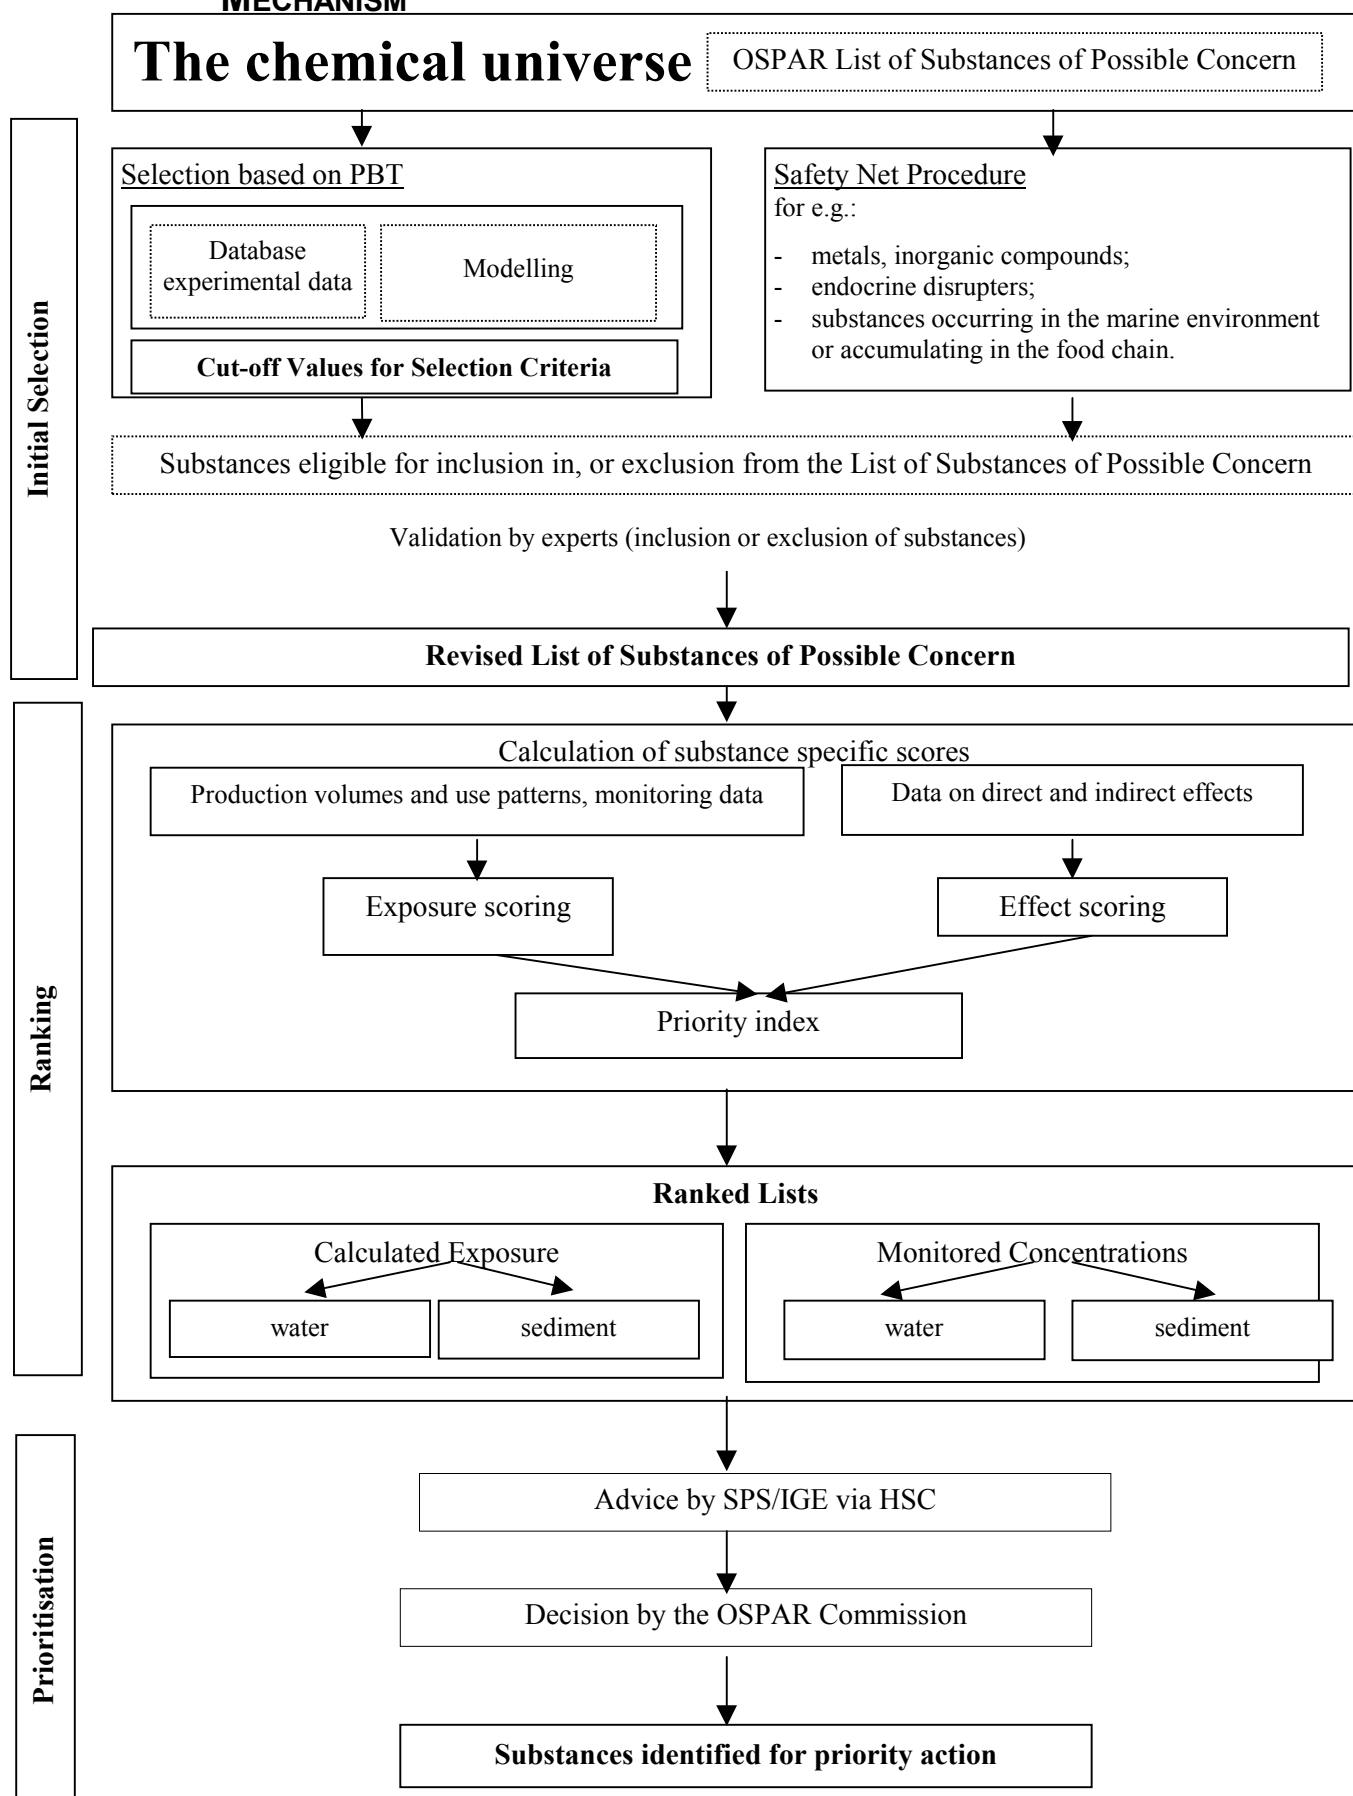 MECHANISM
The chemical universe
OSPAR List of Substances of Possible Concern
Initial Selection
Selection based on PBT
Database
experimental data
Modelling
Cut-off Values for Selection Criteria
Safety Net Procedure
for e.g.:
- metals, inorganic compounds;
- endocrine disrupters;
- substances occurring in the marine environment
or accumulating in the food chain.
Substances eligible for inclusion in, or exclusion from the List of Substances of Possible Concern
Validation by experts (inclusion or exclusion of substances)
Revised List of Substances of Possible Concern
Ranking
Calculation of substance specific scores
Production volumes and use patterns, monitoring data
Data on direct and indirect effects
Exposure scoring
Effect scoring
Priority index
Ranked Lists
Calculated Exposure
water
sediment
Monitored Concentrations
water
sediment
Prioritisation
Advice by SPS/IGE via HSC
Decision by the OSPAR Commission
Substances identified for priority action